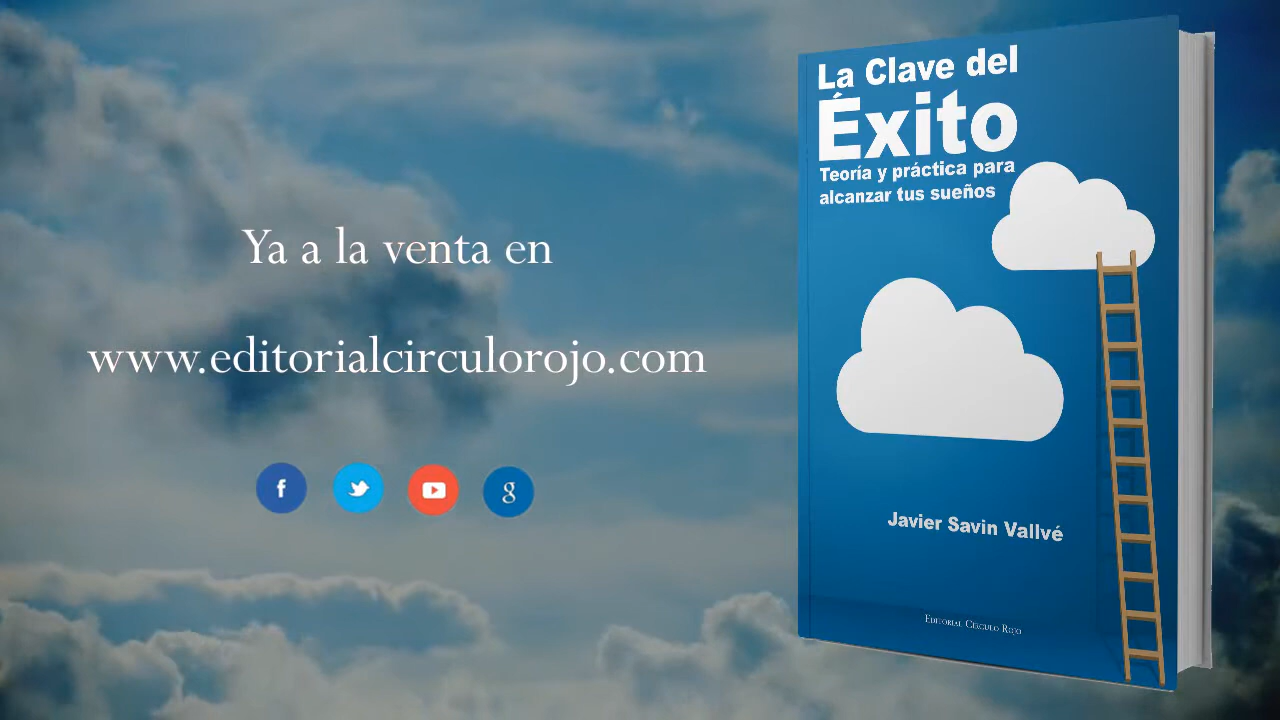 Ya a la venta en
www.editorialcirculorojo.com
f
g
La Clave del
Éxito
Teoría y práctica para
alcanzar tus sueños
Javier Savin Vallvé
Editorial Círculo Rojo